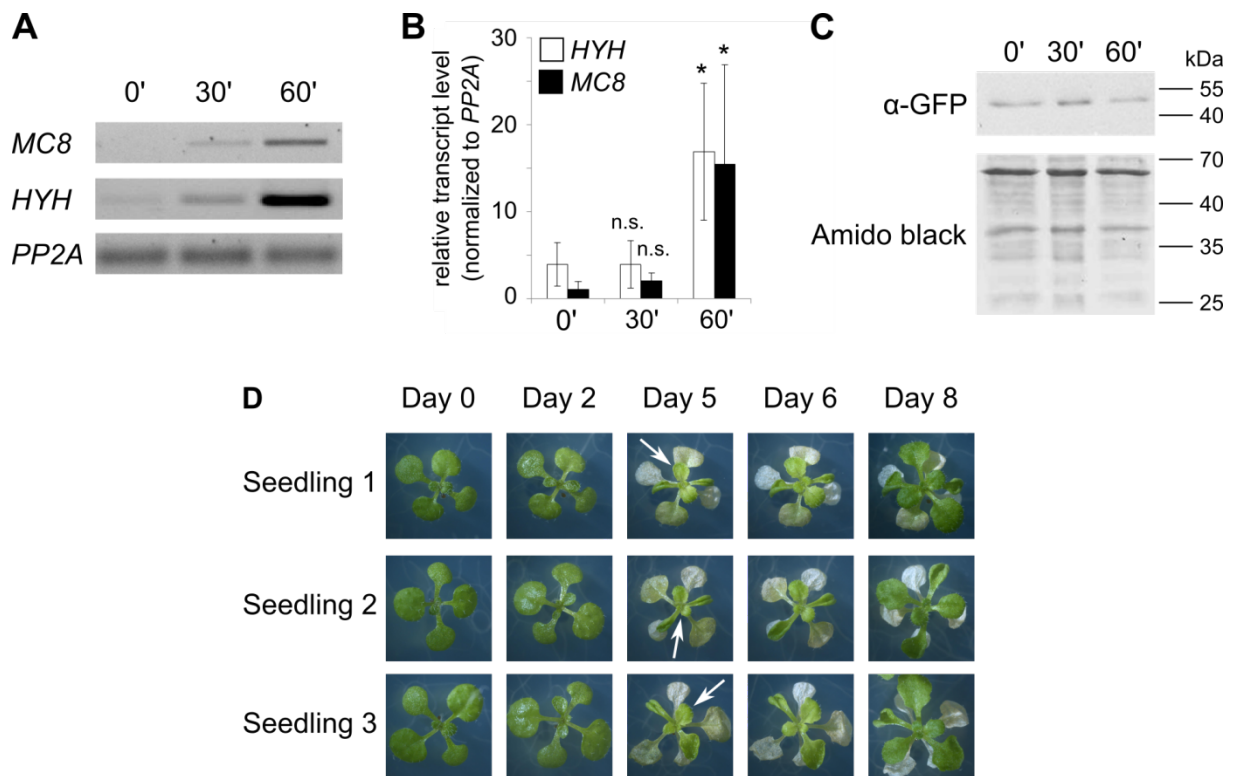 A
0' 30' 60'
MC8
HYH
PP2A
B
relative transcript level
(normalized to PP2A)
30
20
10
0
HYH
MC8
n.s.
n.s.
*
*
0' 30' 60'
C
0' 30' 60' kDa
α-GFP
55
40
Amido black
70
40
35
25
D
Day 0 Day 2 Day 5 Day 6 Day 8
Seedling 1
Seedling 2
Seedling 3